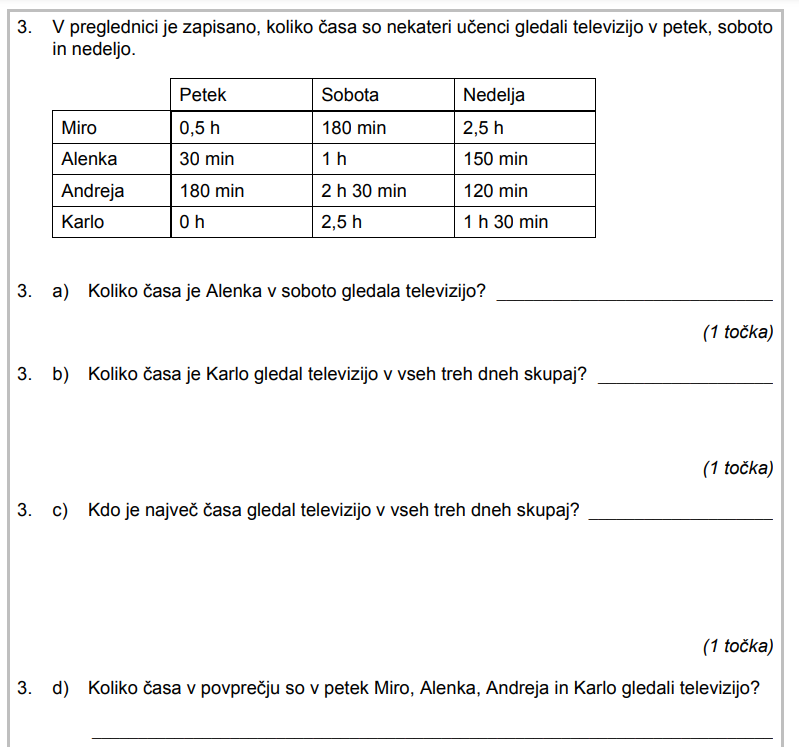 3. V preglednici je zapisano, koliko časa so nekateri učenci gledali televizijo v petek, soboto
in nedeljo.
Petek Sobota Nedelja
Miro 0,5 h 180 min 2,5 h
Alenka 30 min 1 h 150 min
Andreja 180 min 2 h 30 min 120 min
Karlo 0 h 2,5 h 1 h 30 min
3. a) Koliko časa je Alenka v soboto gledala televizijo?
(1 točka)
3. b) Koliko časa je Karlo gledal televizijo v vseh treh dneh skupaj?
(1 točka)
3. c) Kdo je največ časa gledal televizijo v vseh treh dneh skupaj?
(1 točka)
3. d) Koliko časa v povprečju so v petek Miro, Alenka, Andreja in Karlo gledali televizijo?